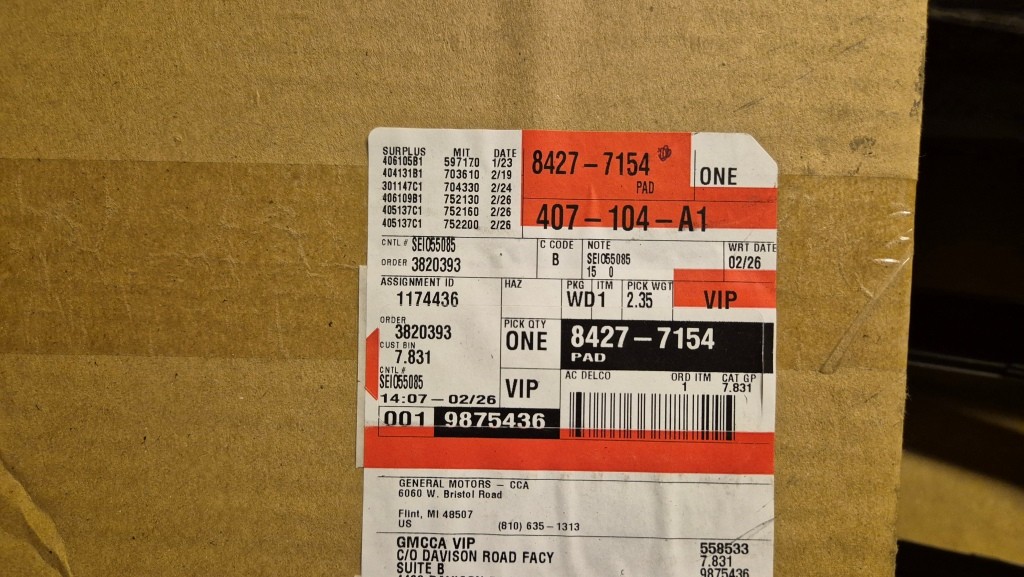 SURPLUS MIT DATE
406105B1 597170 1/23
404131B1 703610 2/19
301147C1 704330 2/24
406109B1 752130 2/26
405137C1 752160 2/26
405137C1 752200 2/26
8427-7154
PAD
ONE
407-104-A1
CNTL # SEI055085
ORDER 3820393
C CODE
B
NOTE
SEI055085
15 0
WRT DATE
02/26
ASSIGNMENT ID
1174436
HAZ
PKG ITM
WD1
PICK WGT
2.35
VIP
ORDER
3820393
CUST BIN
7.831
CNTL #
SEI055085
14:07-02/26
PICK QTY
ONE
VIP
8427-7154
PAD
AC DELCO
ORD ITM
1
CAT GP
7.831
001 9875436
GENERAL MOTORS - CCA
6060 W. Bristol Road
Flint, MI 48507
US (810) 635-1313
GMCCA VIP
C/O DAVISON ROAD FACY
SUITE B
558533
7.831
9875436